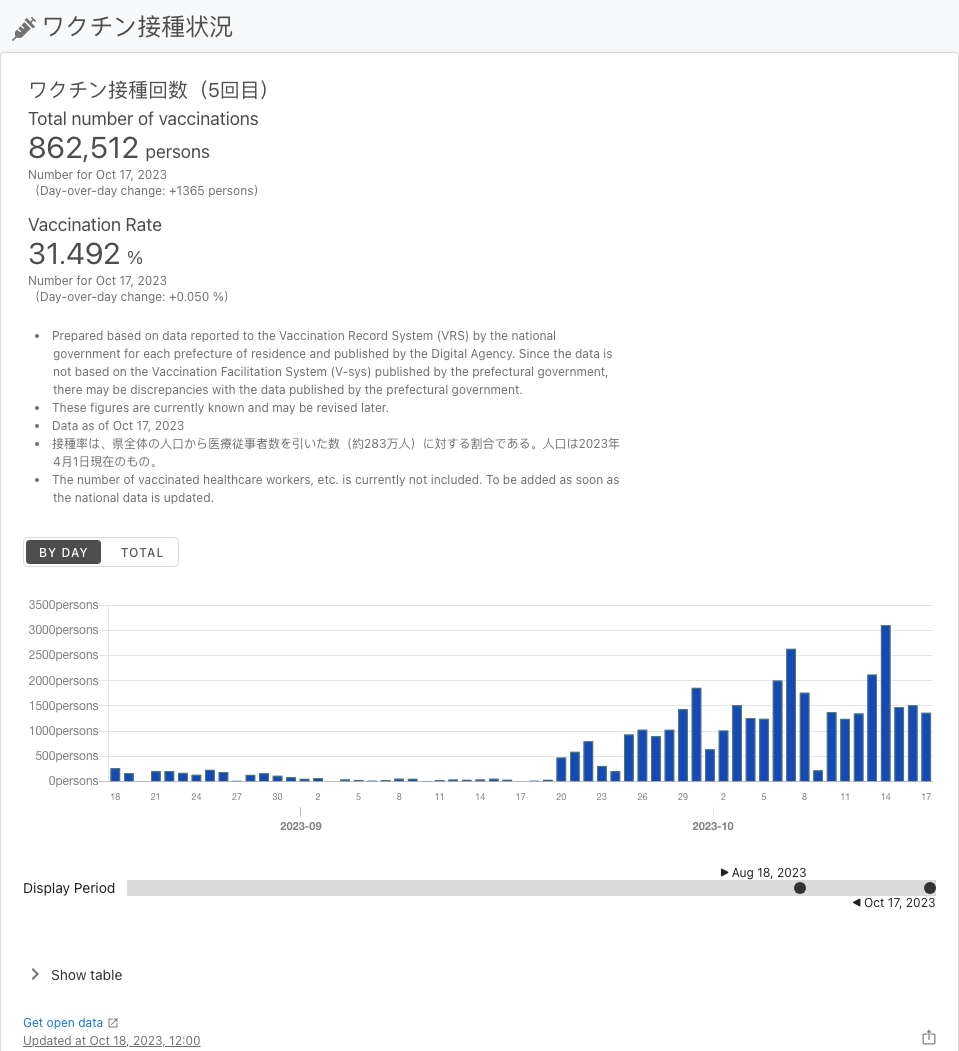 ワクチン接種状況
ワクチン接種回数（5回目）
Total number of vaccinations
862,512 persons
Number for Oct 17, 2023
（Day-over-day change: +1365 persons）
Vaccination Rate
31.492 %
Number for Oct 17, 2023
（Day-over-day change: +0.050 %）
• Prepared based on data reported to the Vaccination Record System (VRS) by the national
government for each prefecture of residence and published by the Digital Agency. Since the data is
not based on the Vaccination Facilitation System (V-sys) published by the prefectural government,
there may be discrepancies with the data published by the prefectural government.
• These figures are currently known and may be revised later.
• Data as of Oct 17, 2023
• 接種率は、県全体の人口から医療従事者数を引いた数（約283万人）に対する割合である。人口は2023年
4月1日現在のもの。
• The number of vaccinated healthcare workers, etc. is currently not included. To be added as soon as
the national data is updated.
BY DAY TOTAL
3500persons
3000persons
2500persons
2000persons
1500persons
1000persons
500persons
0persons
18 21 24 27 30 2 5 8 11 14 17 20 23 26 29 2 5 8 11 14 17
2023-09 2023-10
▶ Aug 18, 2023
Display Period
◀ Oct 17, 2023
Show table
Get open data
Updated at Oct 18, 2023, 12:00